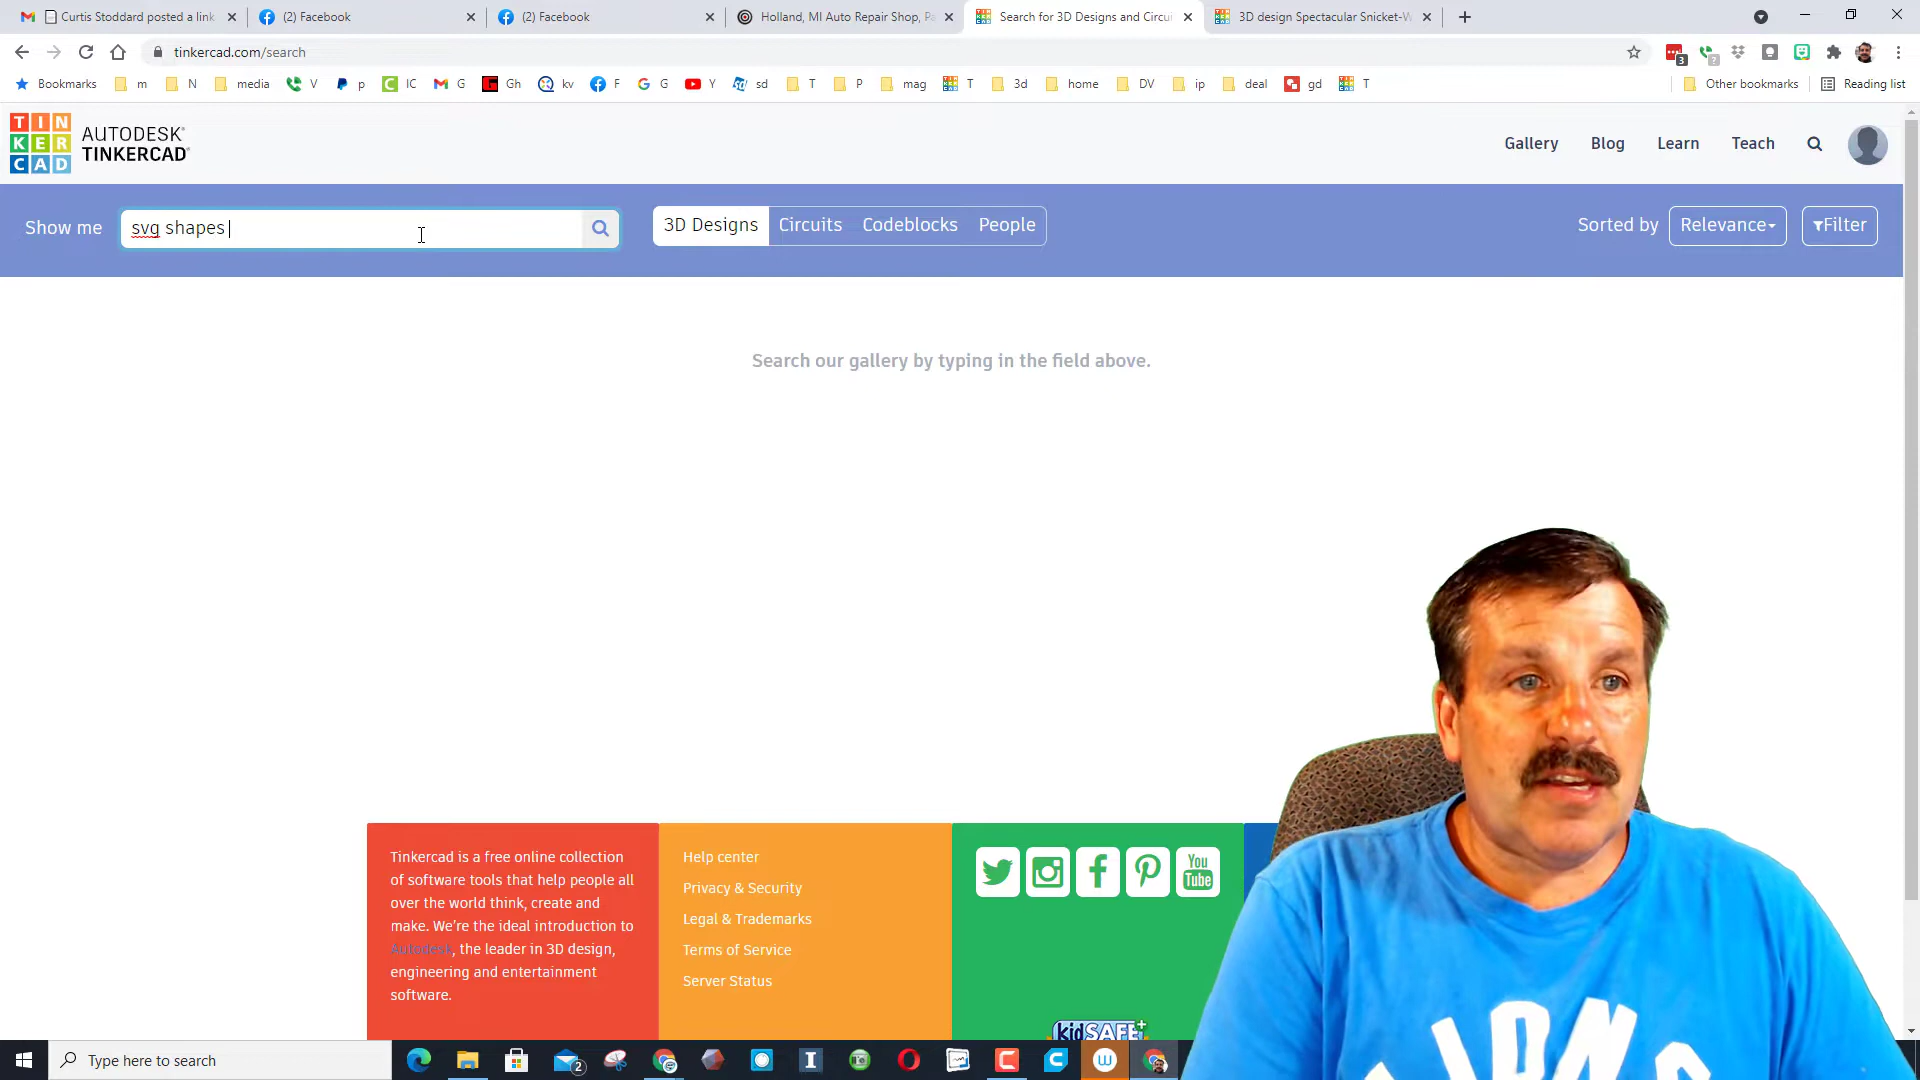 Curtis Stoddard posted a link
(2) Facebook
(2) Facebook
Holland, MI Auto Repair Shop, Pa
Search for 3D Designs and Circui
3D design Spectacular Snicket-W
tinkercad.com/search
3
?
Bookmarks
m
N
media
V
p
IC
G
Gh
kv
F
G
Y
sd
T
P
mag
T
3d
home
DV
ip
deal
gd
T
Other bookmarks
Reading list
TIN
KER
CAD
AUTODESK®
TINKERCAD®
Gallery
Blog
Learn
Teach
Show me
svg shapes
3D Designs
Circuits
Codeblocks
People
Sorted by
Relevance
Filter
Search our gallery by typing in the field above.
Tinkercad is a free online collection
of software tools that help people all
over the world think, create and
make. We're the ideal introduction to
Autodesk, the leader in 3D design,
engineering and entertainment
software.
Help center
Privacy & Security
Legal & Trademarks
Terms of Service
Server Status
You
Tube
kidSAFE+
Type here to search
2